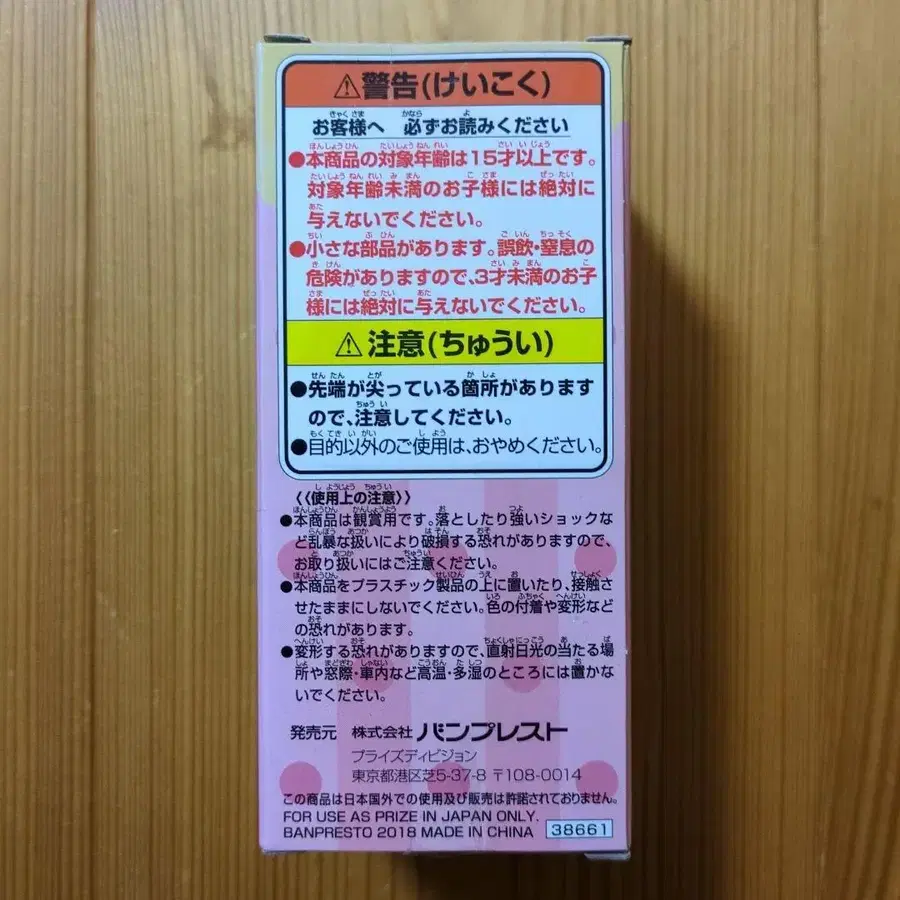 ⚠警告(けいこく)
お客様へ 必ずお読みください
●本商品の対象年齢は15才以上です。
対象年齢未満のお子様には絶対に
与えないでください。
●小さな部品があります。誤飲・窒息の
危険がありますので、3才未満のお子
様には絶対に与えないでください。
⚠注意(ちゅうい)
●先端が尖っている箇所があります
ので、注意してください。
●目的以外のご使用は、おやめください。
《使用上の注意》
●本商品は観賞用です。落としたり強いショックな
ど乱暴な扱いにより破損する恐れがありますので、
お取り扱いにはご注意ください。
●本商品をプラスチック製品の上に置いたり、接触さ
せたままにしないでください。色の付着や変形など
の恐れがあります。
●変形する恐れがありますので、直射日光の当たる場
所や窓際・車内など高温・多湿のところには置かな
いでください。
発売元 株式会社 バンプレスト
プライズディビジョン
東京都港区芝5-37-8 〒108-0014
この商品は日本国外での使用及び販売は許諾されておりません。
FOR USE AS PRIZE IN JAPAN ONLY.
BANPRESTO 2018 MADE IN CHINA 38661